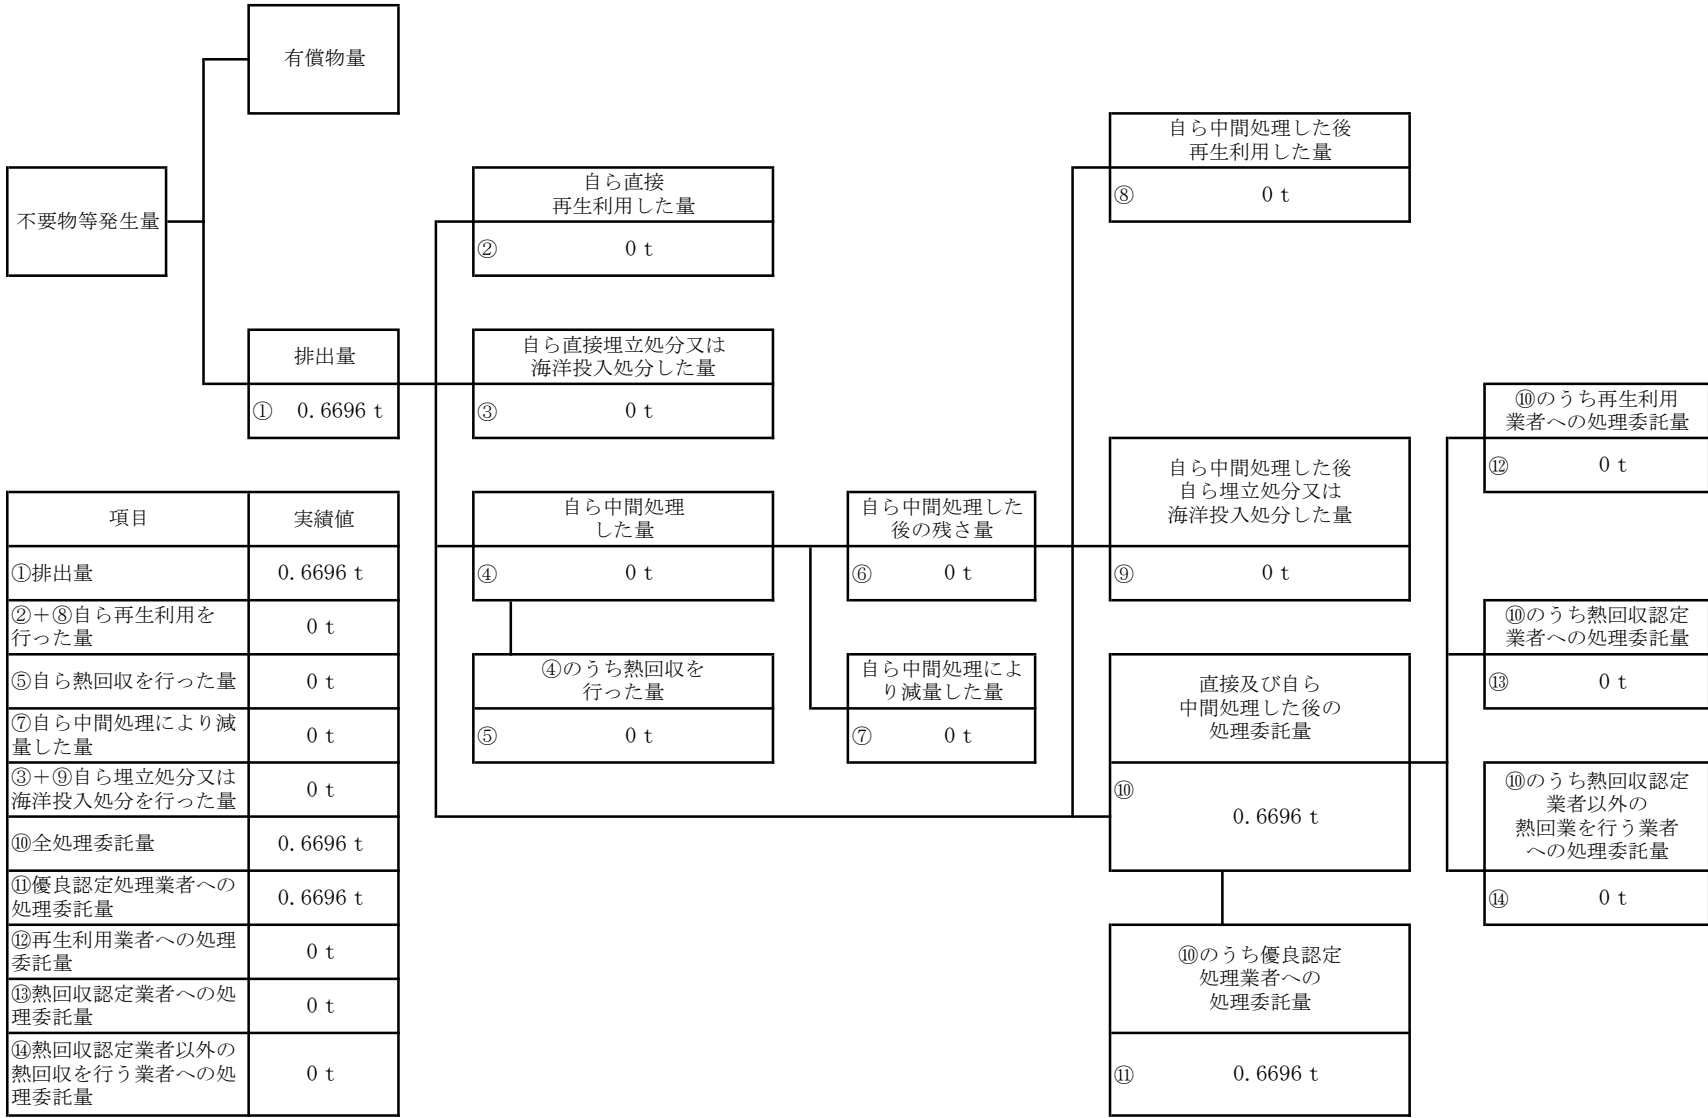 有償物量
不要物等発生量
排出量
① 0.6696 t
自ら直接
再生利用した量
② 0 t
自ら直接埋立処分又は
海洋投入処分した量
③ 0 t
自ら中間処理
した量
④ 0 t
④のうち熱回収を
行った量
⑤ 0 t
自ら中間処理した
後の残さ量
⑥ 0 t
自ら中間処理によ
り減量した量
⑦ 0 t
自ら中間処理した後
再生利用した量
⑧ 0 t
自ら中間処理した後
自ら埋立処分又は
海洋投入処分した量
⑨ 0 t
直接及び自ら
中間処理した後の
処理委託量
⑩
0.6696 t
⑩のうち優良認定
処理業者への
処理委託量
⑪ 0.6696 t
⑩のうち再生利用
業者への処理委託量
⑫ 0 t
⑩のうち熱回収認定
業者への処理委託量
⑬ 0 t
⑩のうち熱回収認定
業者以外の
熱回業を行う業者
への処理委託量
⑭ 0 t
項目 実績値
①排出量 0.6696 t
②＋⑧自ら再生利用を
行った量
0 t
⑤自ら熱回収を行った量 0 t
⑦自ら中間処理により減
量した量
0 t
③＋⑨自ら埋立処分又は
海洋投入処分を行った量
0 t
⑩全処理委託量 0.6696 t
⑪優良認定処理業者への
処理委託量
0.6696 t
⑫再生利用業者への処理
委託量
0 t
⑬熱回収認定業者への処
理委託量
0 t
⑭熱回収認定業者以外の
熱回収を行う業者への処
理委託量
0 t